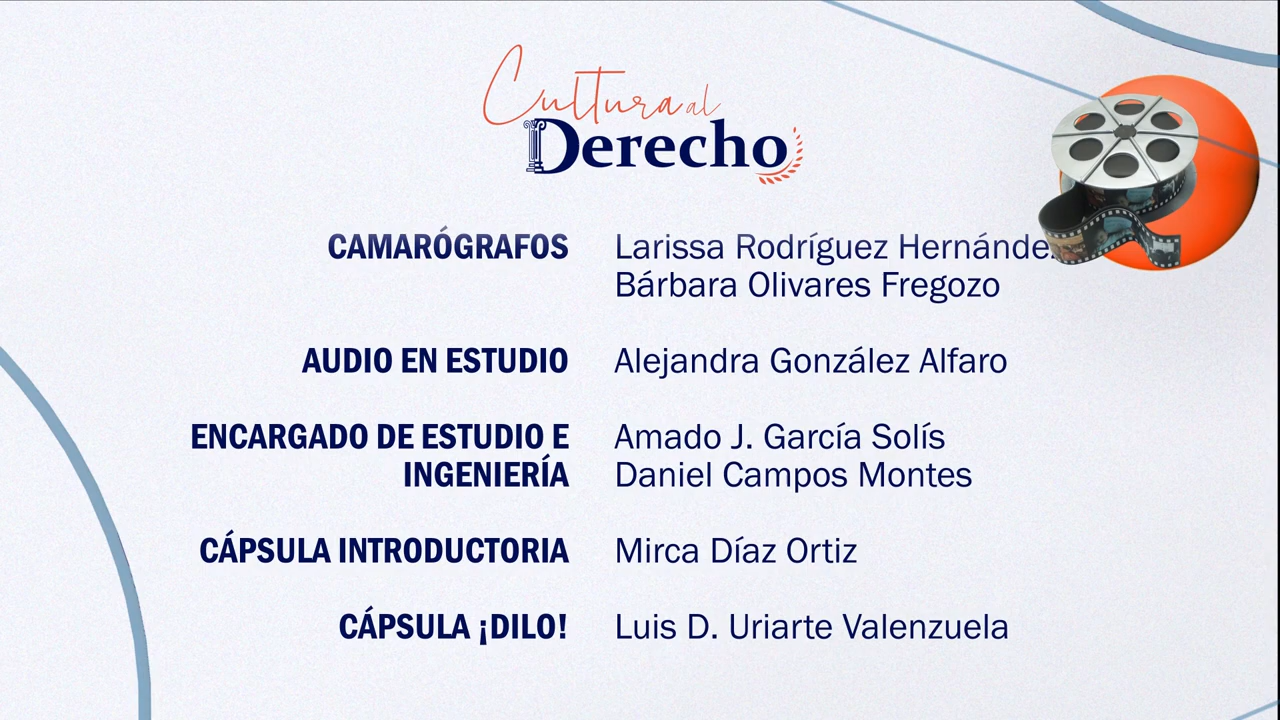 Cultura al
Derecho
CAMARÓGRAFOS Larissa Rodríguez Hernánde
Bárbara Olivares Fregozo
AUDIO EN ESTUDIO Alejandra González Alfaro
ENCARGADO DE ESTUDIO E Amado J. García Solís
INGENIERÍA Daniel Campos Montes
CÁPSULA INTRODUCTORIA Mirca Díaz Ortiz
CÁPSULA ¡DILO! Luis D. Uriarte Valenzuela